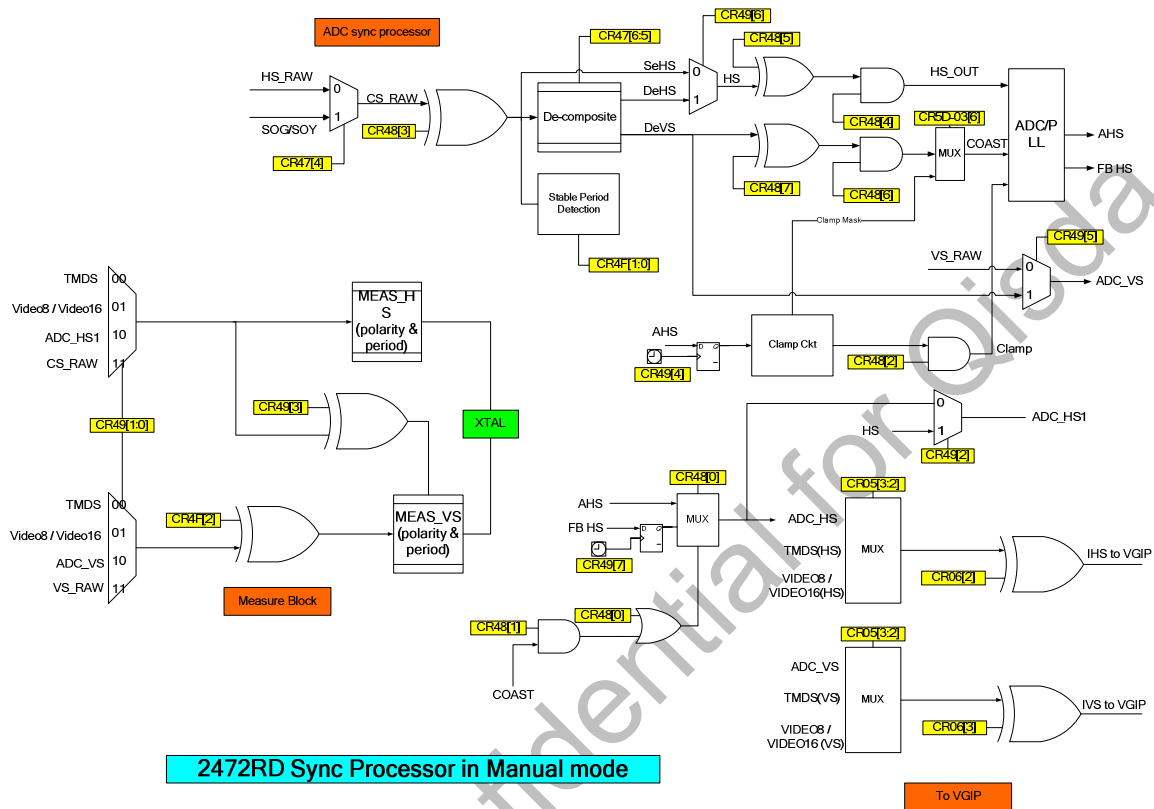 ADC sync processor
HS_RAW
0
CS_RAW
SOG/SOY
1
CR47[4]
CR48[3]
CR47[6:5]
SeHS
De-composite
DeHS
DeVS
Stable Period
Detection
CR4F[1:0]
CR49[6]
0
1
HS
CR48[5]
CR48[4]
HS_OUT
CR48[7]
CR48[6]
CR5D-03[6]
MUX
COAST
ADC/P
LL
AHS
FB HS
Clamp Mask
VS_RAW
CR49[5]
0
1
ADC_VS
AHS
D Q
CR49[4]
Clamp Ckt
CR48[2]
Clamp
TMDS
00
Video8 / Video16
01
ADC_HS1
10
CS_RAW
11
CR49[1:0]
MEAS_H
S
(polarity &
period)
CR49[3]
XTAL
TMDS
00
Video8 / Video16
01
ADC_VS
10
VS_RAW
11
CR4F[2]
MEAS_VS
(polarity &
period)
Measure Block
0
HS
1
CR49[2]
ADC_HS1
CR48[0]
AHS
FB HS
D Q
MUX
CR49[7]
CR48[0]
CR48[1]
COAST
CR05[3:2]
ADC_HS
TMDS(HS)
VIDEO8 /
VIDEO16(HS)
MUX
CR06[2]
IHS to VGIP
CR05[3:2]
ADC_VS
TMDS(VS)
VIDEO8 /
VIDEO16 (VS)
MUX
CR06[3]
IVS to VGIP
2472RD Sync Processor in Manual mode
To VGIP
fidential for Qisda